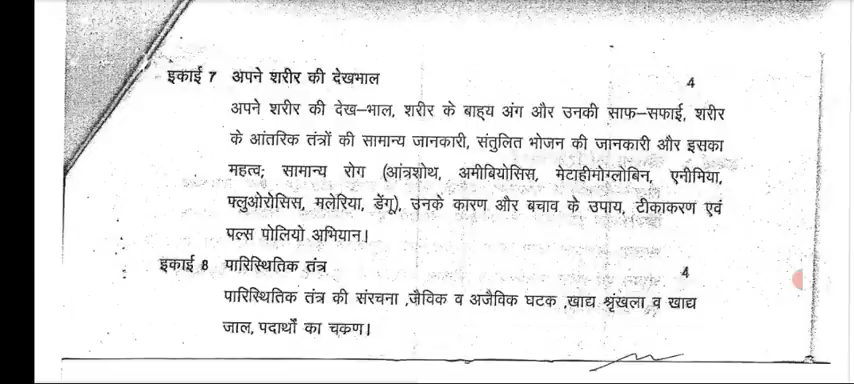 इकाई 7 अपने शरीर की देखभाल 4
अपने शरीर की देख–भाल, शरीर के बाह्य अंग और उनकी साफ–सफाई, शरीर
के आंतरिक तंत्रों की सामान्य जानकारी, संतुलित भोजन की जानकारी और इसका
महत्व; सामान्य रोग (आंत्रशोथ, अमीबियोसिस, मेटाहीमोग्लोबिन, एनीमिया,
फ्लुओरोसिस, मलेरिया, डेंगू), उनके कारण और बचाव के उपाय, टीकाकरण एवं
पल्स पोलियो अभियान।
इकाई 8 पारिस्थितिक तंत्र 4
पारिस्थितिक तंत्र की संरचना ,जैविक व अजैविक घटक ,खाद्य श्रृंखला व खाद्य
जाल, पदार्थों का चक्रण।